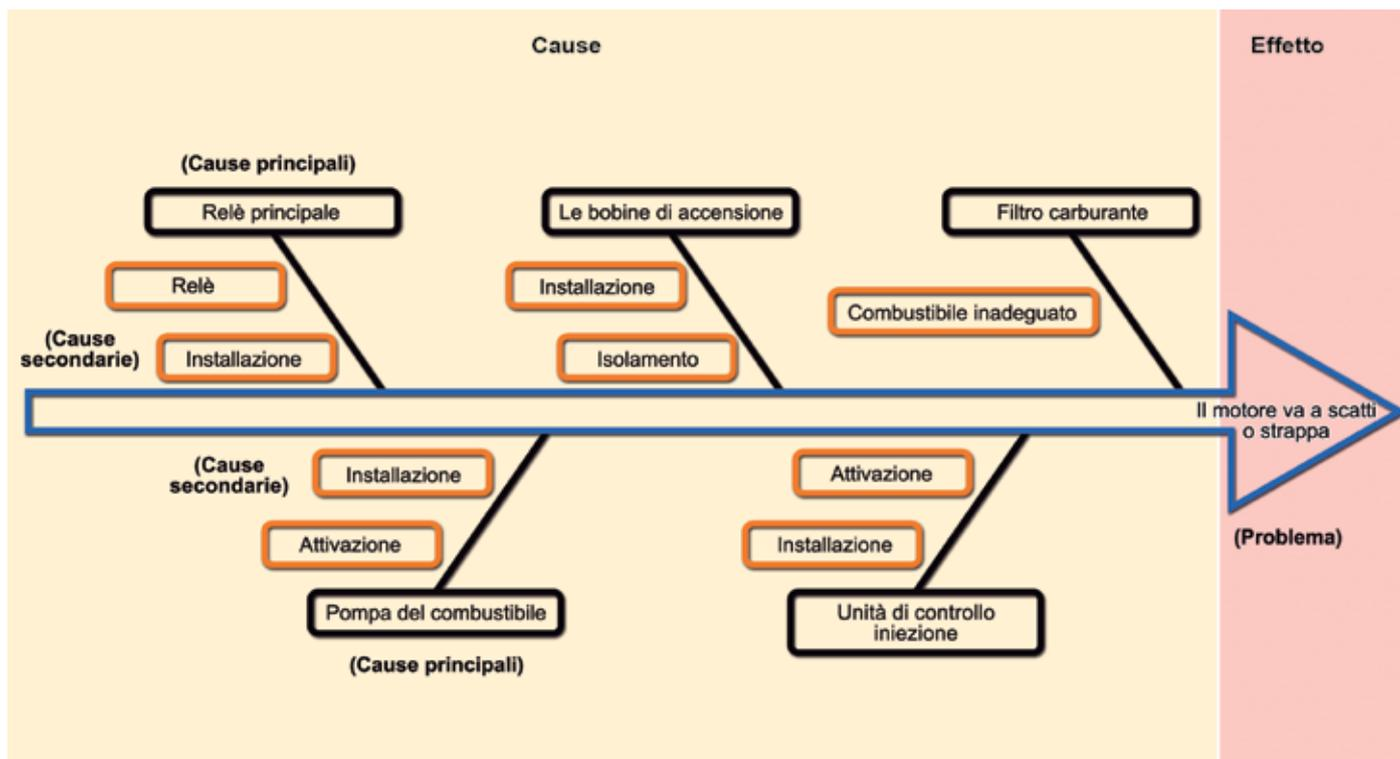 Cause
Effetto
(Cause principali)
Relè principale
Le bobine di accensione
Filtro carburante
Relè
Installazione
Combustibile inadeguato
(Cause
secondarie)
Installazione
Isolamento
Il motore va a scatti
o strappa
(Cause
secondarie)
Installazione
Attivazione
Attivazione
Installazione
(Problema)
Pompa del combustibile
Unità di controllo
iniezione
(Cause principali)